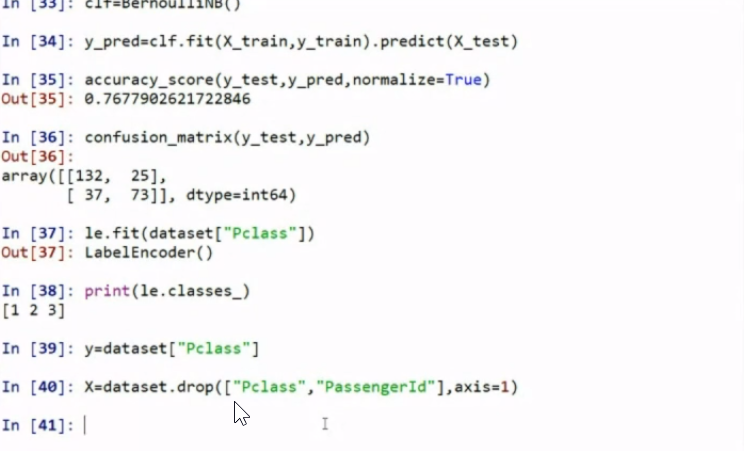 In [33]: clf=BernoulliNB()
In [34]: y_pred=clf.fit(X_train,y_train).predict(X_test)
In [35]: accuracy_score(y_test,y_pred,normalize=True)
Out[35]: 0.7677902621722846
In [36]: confusion_matrix(y_test,y_pred)
Out[36]:
array([[132,  25],
       [ 37,  73]], dtype=int64)
In [37]: le.fit(dataset["Pclass"])
Out[37]: LabelEncoder()
In [38]: print(le.classes_)
[1 2 3]
In [39]: y=dataset["Pclass"]
In [40]: X=dataset.drop(["Pclass","PassengerId"],axis=1)
In [41]: